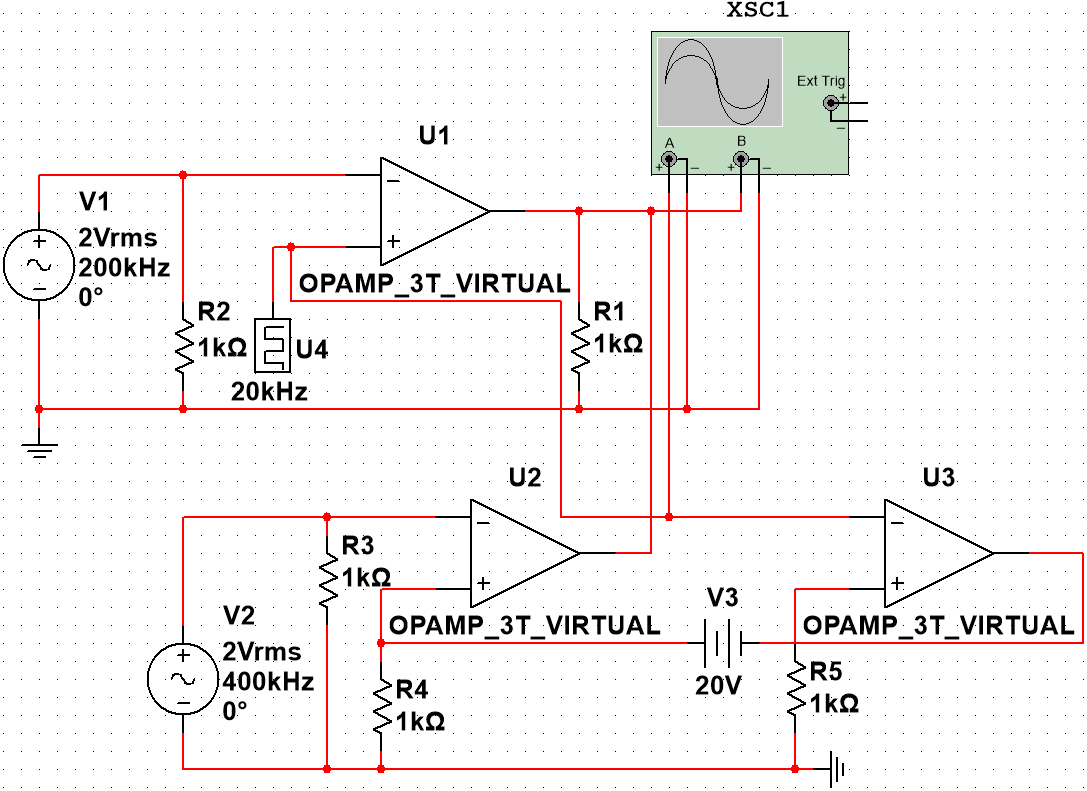 XSC1
Ext Trig
+
−
A
B
+
−
+
−
U1
−
+
OPAMP_3T_VIRTUAL
V1
2Vrms
200kHz
0°
+
−
R2
1kΩ
U4
20kHz
R1
1kΩ
U2
−
+
OPAMP_3T_VIRTUAL
U3
−
+
OPAMP_3T_VIRTUAL
R3
1kΩ
V2
2Vrms
400kHz
0°
+
−
V3
20V
R4
1kΩ
R5
1kΩ